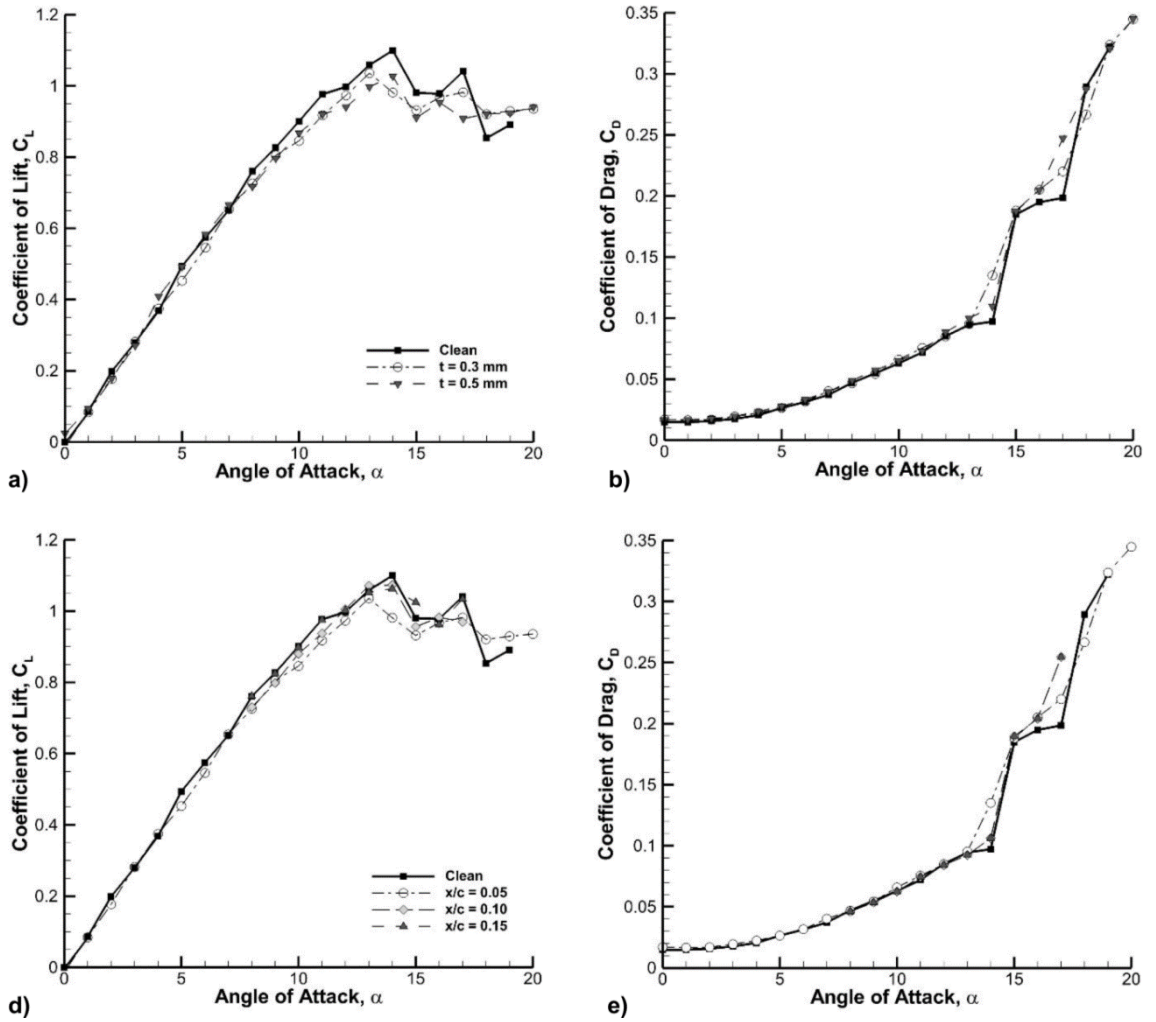 1.2
1
0.8
0.6
0.4
0.2
0
Coefficient of Lift, C_L
Clean
t = 0.3 mm
t = 0.5 mm
0 5 10 15 20
Angle of Attack, α
a)
0.35
0.3
0.25
0.2
0.15
0.1
0.05
0
Coefficient of Drag, C_D
0 5 10 15 20
Angle of Attack, α
b)
1.2
1
0.8
0.6
0.4
0.2
0
Coefficient of Lift, C_L
Clean
x/c = 0.05
x/c = 0.10
x/c = 0.15
0 5 10 15 20
Angle of Attack, α
d)
0.35
0.3
0.25
0.2
0.15
0.1
0.05
0
Coefficient of Drag, C_D
0 5 10 15 20
Angle of Attack, α
e)